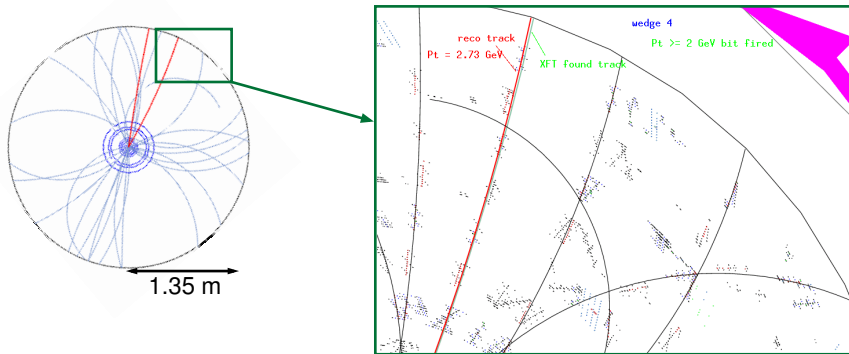 wedge 4
reco track
Pt >= 2 GeV bit fired
Pt = 2.73 GeV
XFT found track
1.35 m